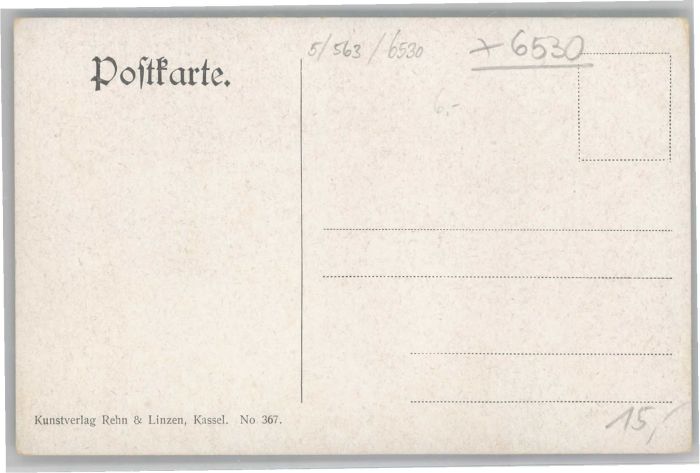 Poſtkarte.
5/563/6530
+ 6530
6.-
Kunstverlag Rehn & Linzen, Kassel. No 367.
15,-